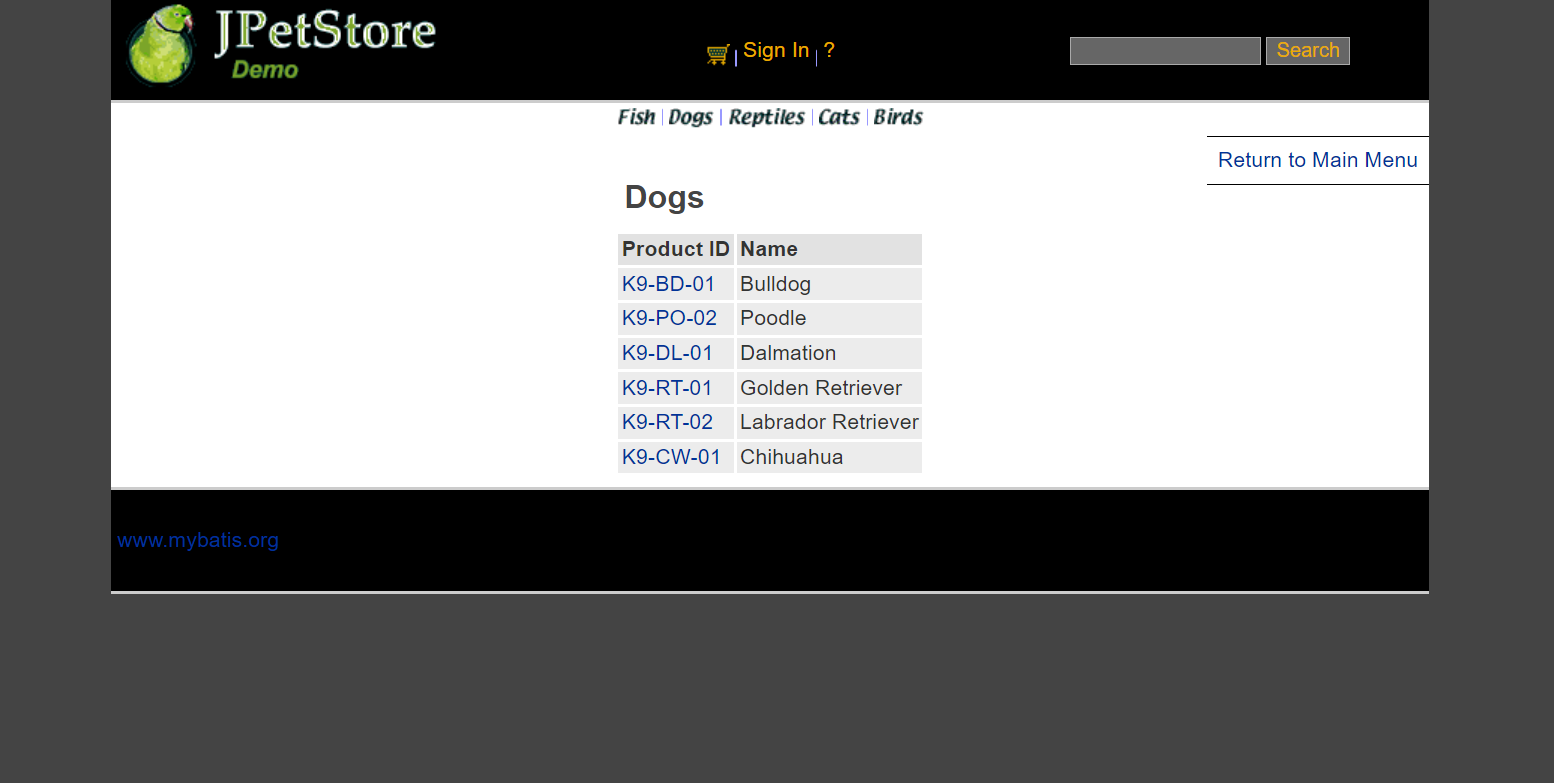 JPetStore
Demo
Sign In ?
Search
Fish Dogs Reptiles Cats Birds
Return to Main Menu
Dogs
Product ID Name
K9-BD-01 Bulldog
K9-PO-02 Poodle
K9-DL-01 Dalmation
K9-RT-01 Golden Retriever
K9-RT-02 Labrador Retriever
K9-CW-01 Chihuahua
www.mybatis.org